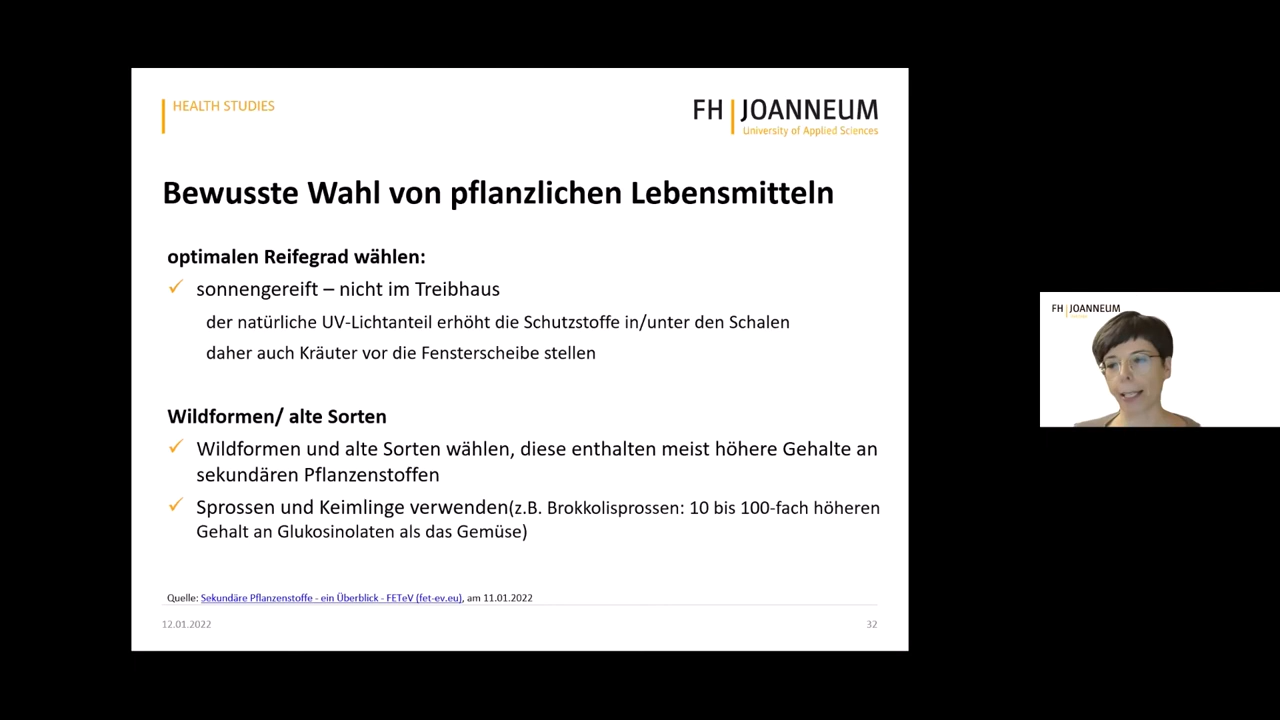 HEALTH STUDIES
FH JOANNEUM
University of Applied Sciences
Bewusste Wahl von pflanzlichen Lebensmitteln
optimalen Reifegrad wählen:
✓ sonnengereift – nicht im Treibhaus
der natürliche UV-Lichtanteil erhöht die Schutzstoffe in/unter den Schalen
daher auch Kräuter vor die Fensterscheibe stellen
Wildformen/ alte Sorten
✓ Wildformen und alte Sorten wählen, diese enthalten meist höhere Gehalte an
sekundären Pflanzenstoffen
✓ Sprossen und Keimlinge verwenden(z.B. Brokkolisprossen: 10 bis 100-fach höheren
Gehalt an Glukosinolaten als das Gemüse)
Quelle: Sekundäre Pflanzenstoffe - ein Überblick - FETeV (fet-ev.eu), am 11.01.2022
12.01.2022
32
FH JOANNEUM